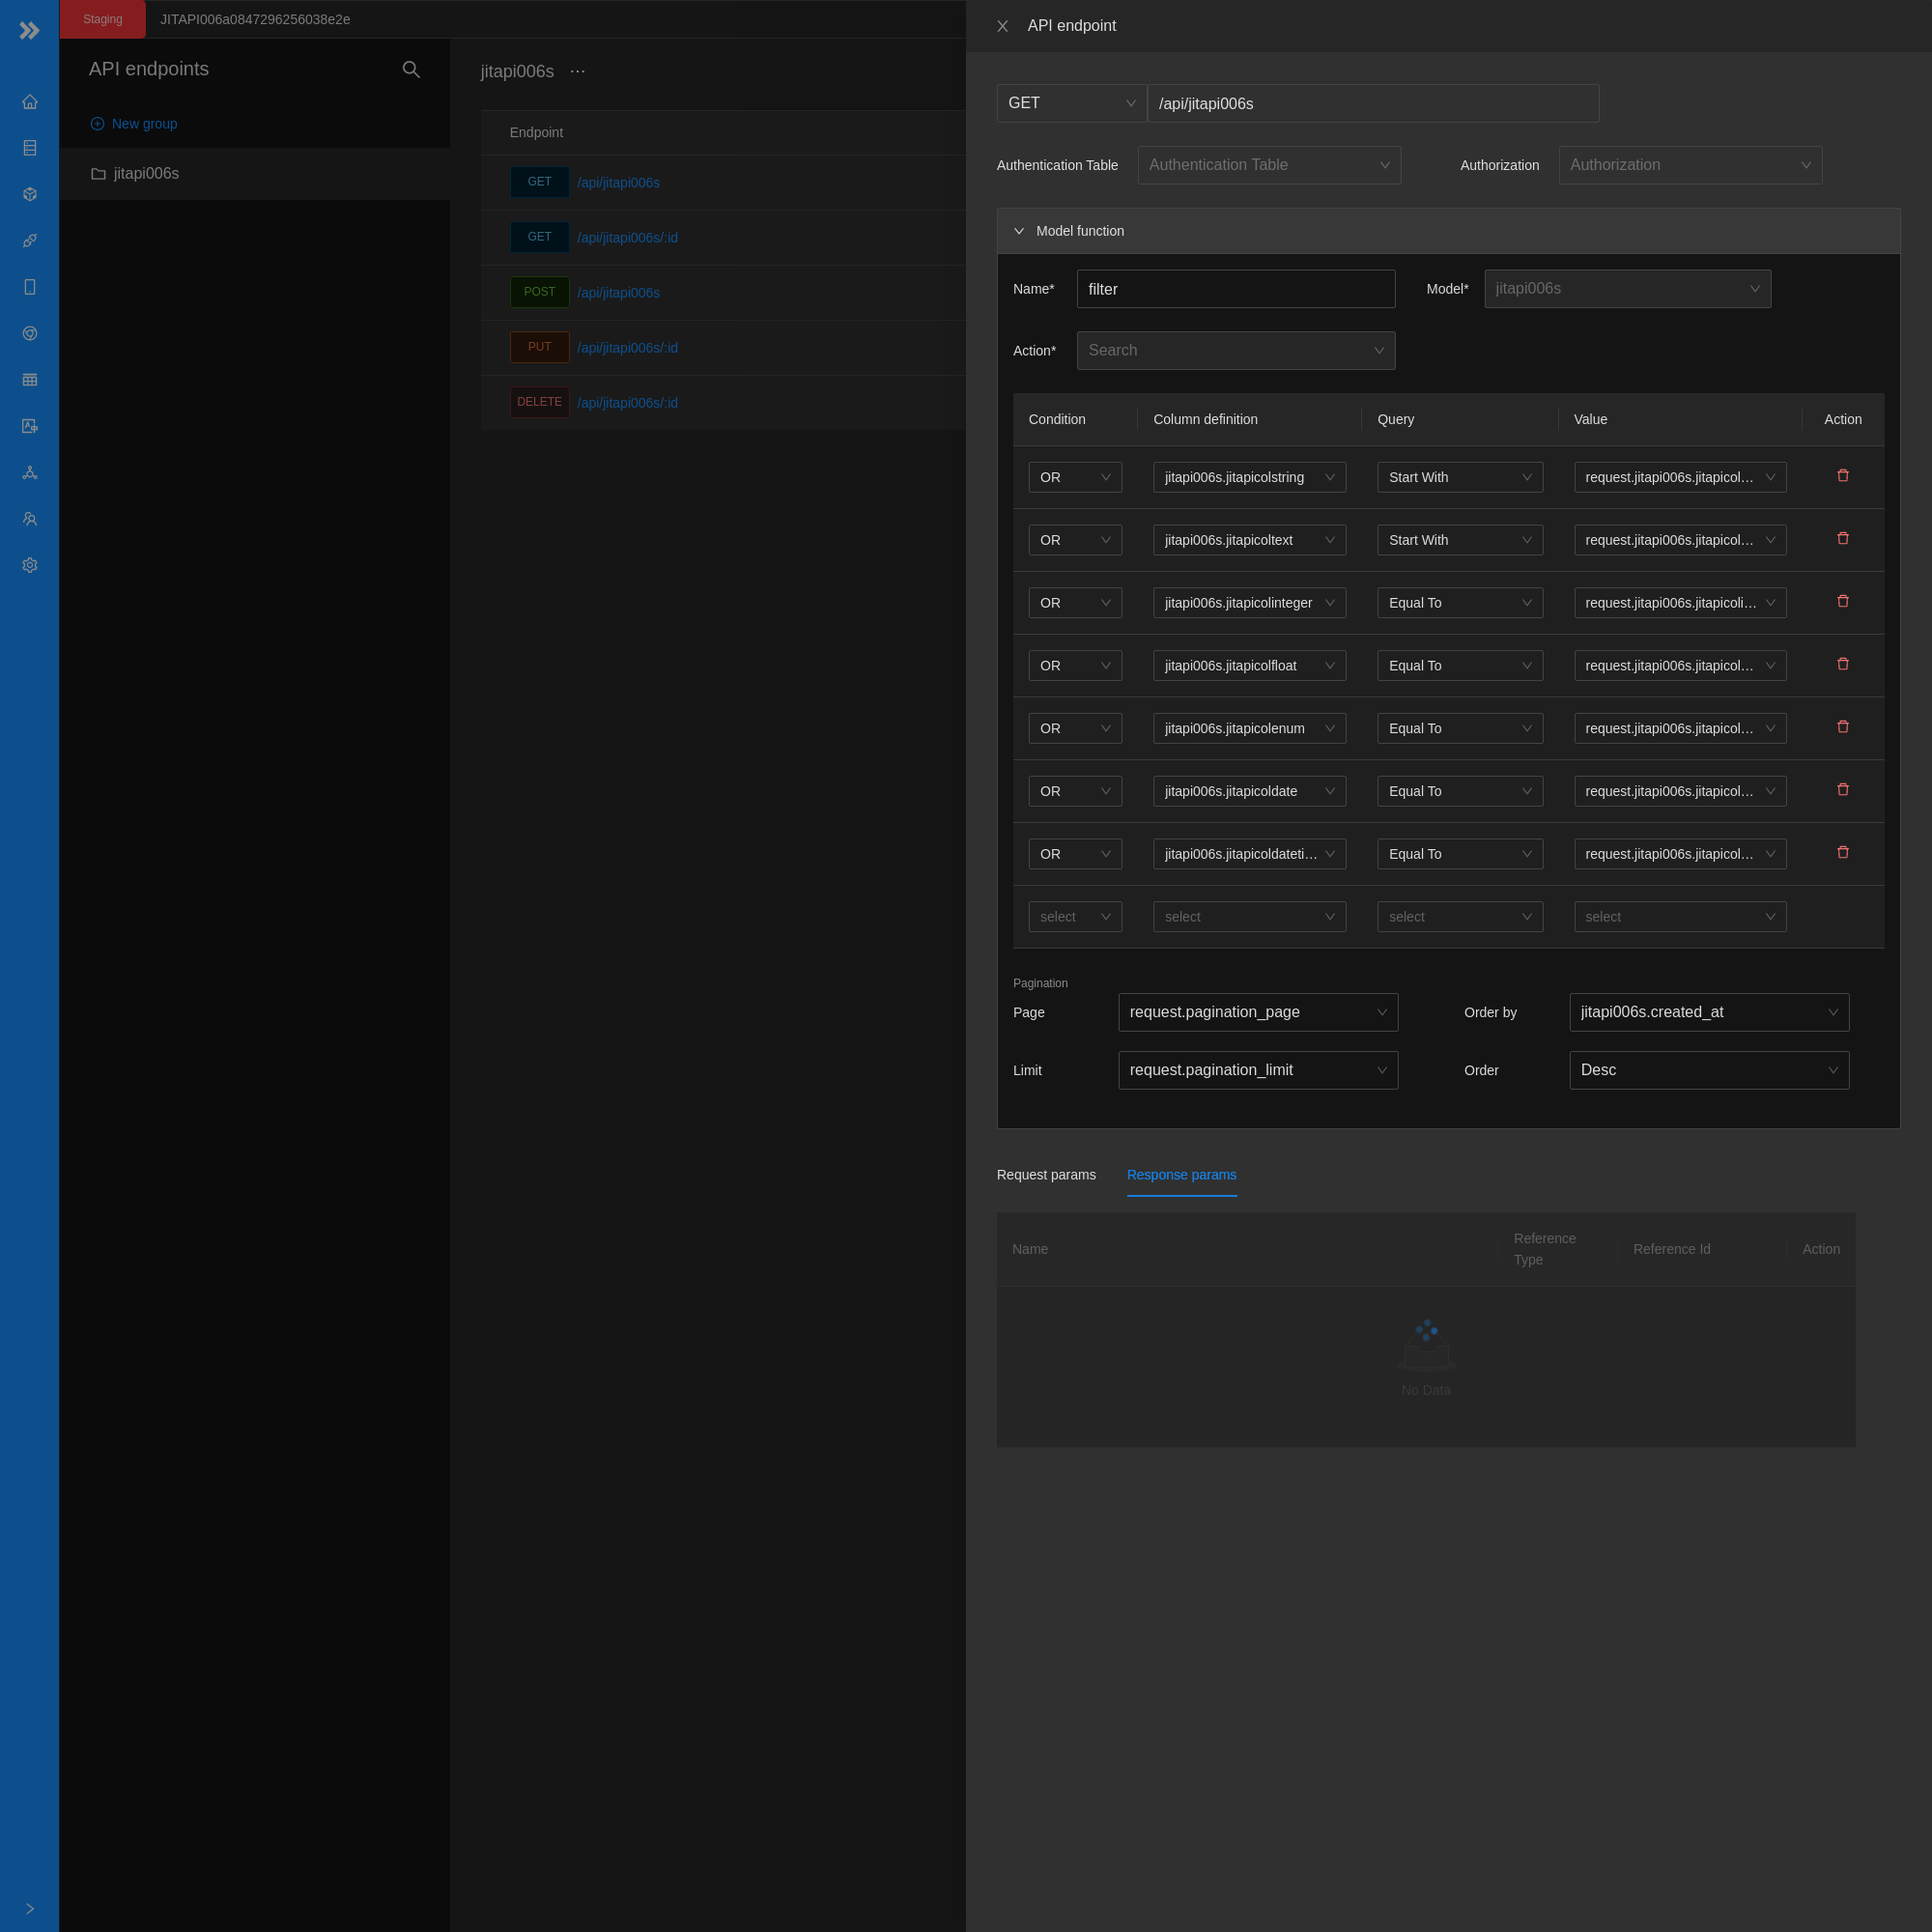 Staging
JITAPI006a0847296256038e2e
API endpoints
New group
jitapi006s
jitapi006s ···
Endpoint
GET /api/jitapi006s
GET /api/jitapi006s/:id
POST /api/jitapi006s
PUT /api/jitapi006s/:id
DELETE /api/jitapi006s/:id
API endpoint
GET /api/jitapi006s
Authentication Table Authentication Table Authorization Authorization
Model function
Name* filter Model* jitapi006s
Action* Search
Condition Column definition Query Value Action
OR jitapi006s.jitapicolstring Start With request.jitapi006s.jitapicol…
OR jitapi006s.jitapicoltext Start With request.jitapi006s.jitapicol…
OR jitapi006s.jitapicolinteger Equal To request.jitapi006s.jitapicoli…
OR jitapi006s.jitapicolfloat Equal To request.jitapi006s.jitapicol…
OR jitapi006s.jitapicolenum Equal To request.jitapi006s.jitapicol…
OR jitapi006s.jitapicoldate Equal To request.jitapi006s.jitapicol…
OR jitapi006s.jitapicoldateti… Equal To request.jitapi006s.jitapicol…
select select select select
Pagination
Page request.pagination_page Order by jitapi006s.created_at
Limit request.pagination_limit Order Desc
Request params Response params
Name Reference Type Reference Id Action
No Data